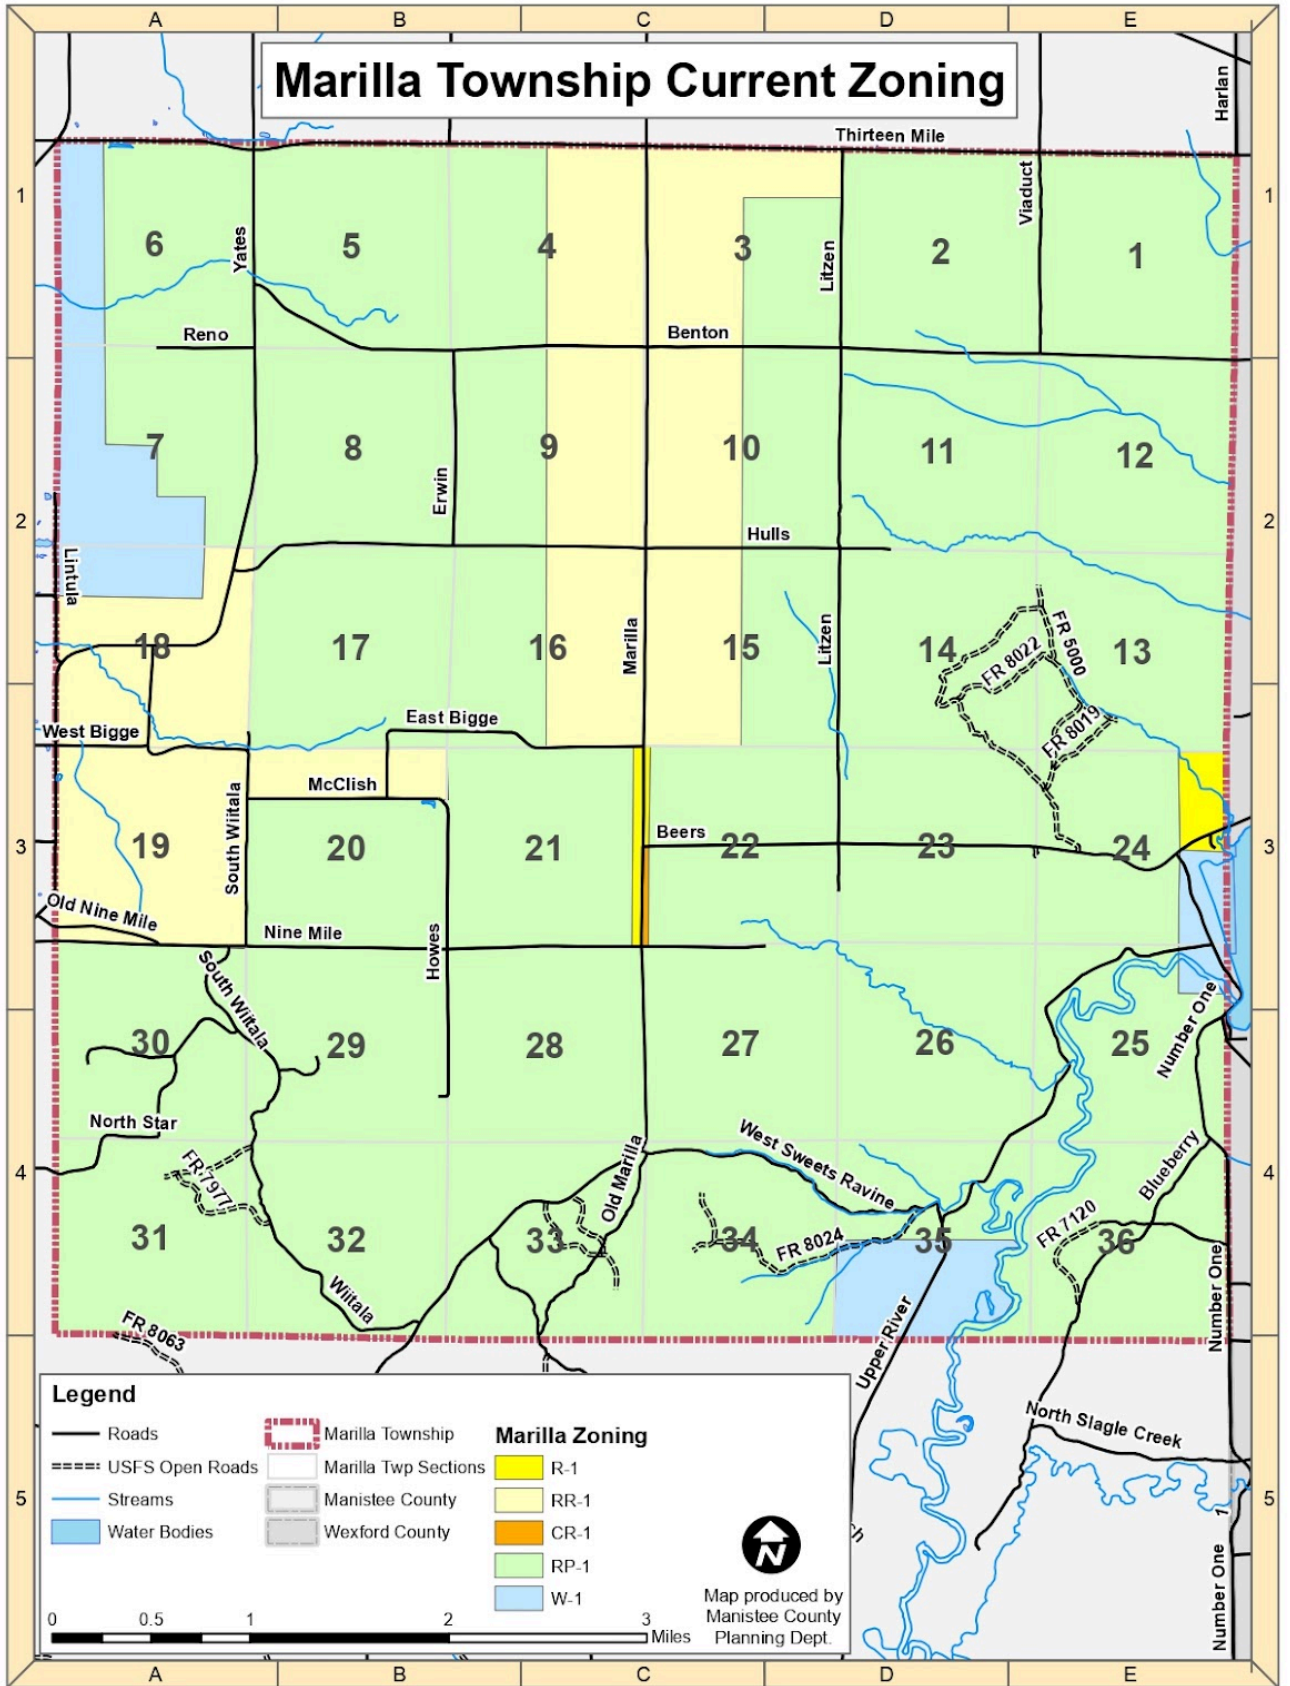 A B C D E
Marilla Township Current Zoning
Harlan
Thirteen Mile
1 1
Viaduct
Yates
Litzen
6 5 4 3 2 1
Reno
Benton
7 8 9 10 11 12
Erwin
2 2
Hulls
Lintula
Marilla
Litzen
FR 5000
FR 8022
18 17 16 15 14 13
FR 8019
West Bigge
East Bigge
McClish
South Wiitala
Beers
3 3
19 20 21 22 23 24
Old Nine Mile
Nine Mile
Howes
South Wiitala
Number One
30 29 28 27 26 25
North Star
West Sweets Ravine
Old Marilla
Blueberry
4 4
FR 7977
FR 7120
FR 8024
31 32 33 34 35 36
Number One
Wiitala
FR 8063
Upper River
North Slagle Creek
Legend
Roads
USFS Open Roads
Streams
Water Bodies
Marilla Township
Marilla Twp Sections
Manistee County
Wexford County
Marilla Zoning
R-1
RR-1
CR-1
RP-1
W-1
5 5
1
ch
N
Map produced by
Manistee County
Planning Dept.
0 0.5 1 2 3
Miles
Number One
A B C D E